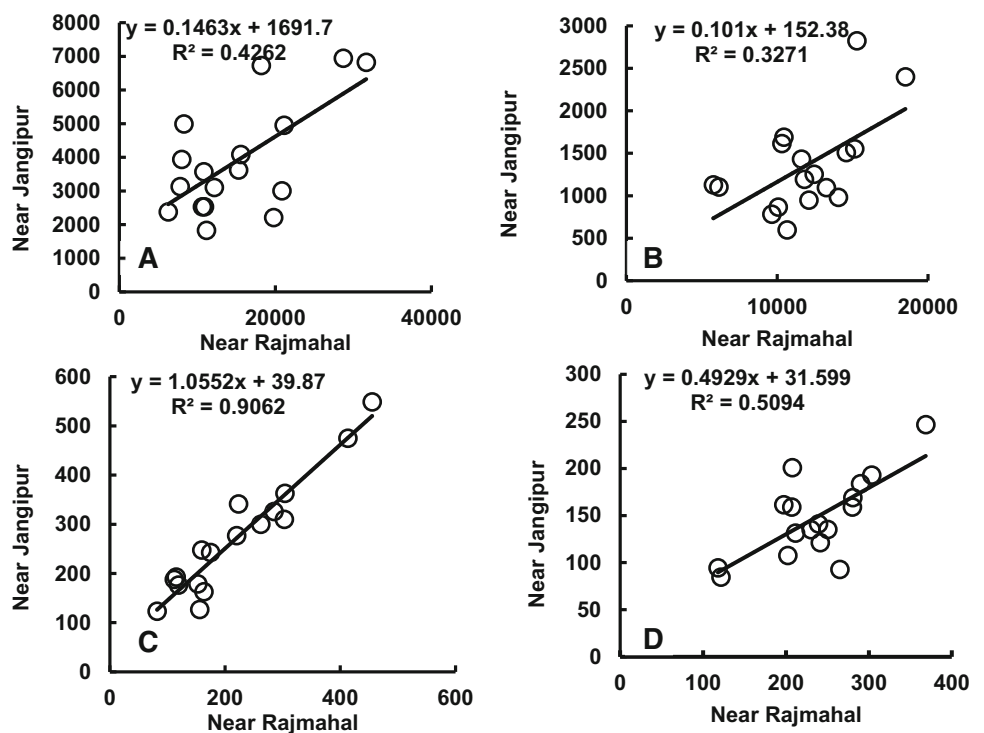 y = 0.1463x + 1691.7
R² = 0.4262
8000
7000
6000
5000
4000
3000
2000
1000
0
Near Jangipur
A
0 20000 40000
Near Rajmahal
y = 0.101x + 152.38
R² = 0.3271
3000
2500
2000
1500
1000
500
0
Near Jangipur
B
0 10000 20000
Near Rajmahal
y = 1.0552x + 39.87
R² = 0.9062
600
500
400
300
200
100
0
Near Jangipur
C
0 200 400 600
Near Rajmahal
y = 0.4929x + 31.599
R² = 0.5094
300
250
200
150
100
50
0
Near Jangipur
D
0 100 200 300 400
Near Rajmahal